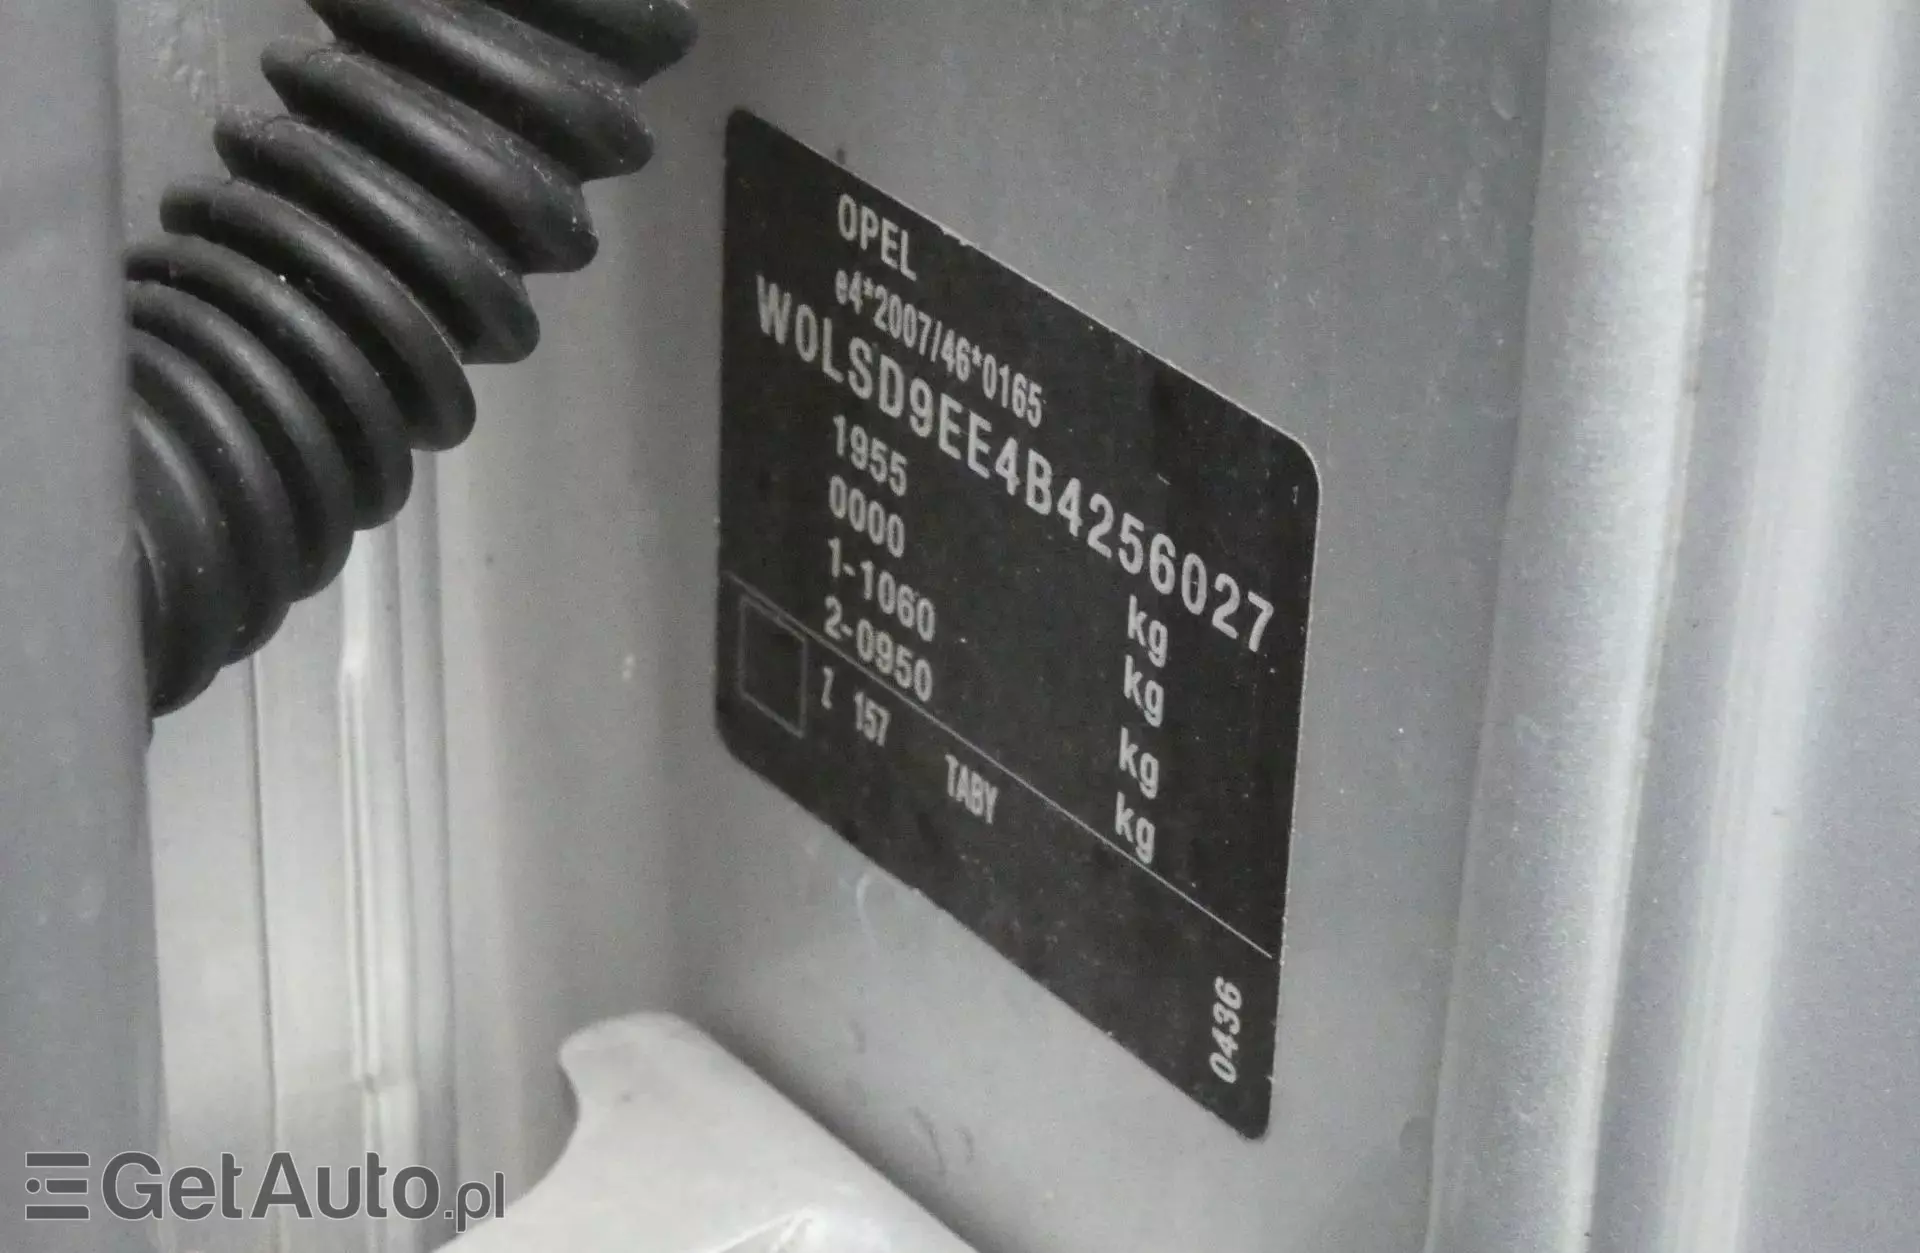 OPEL
e4*2007/46*0165
W0LSD9EE4B4256027
1955 kg
0000 kg
1-1060 kg
2-0950 kg
Z 157 TABY
0436
GetAuto.pl